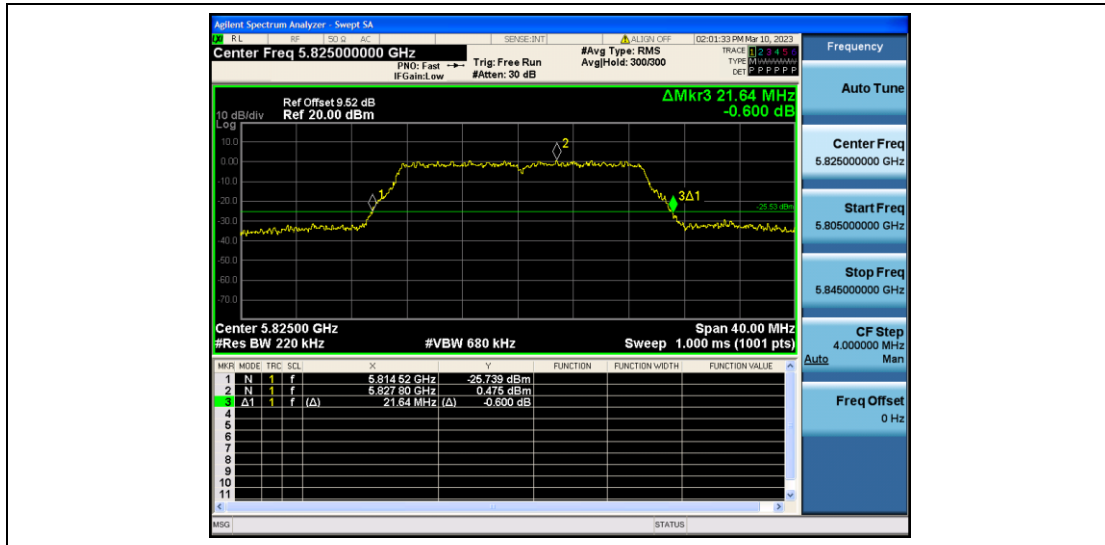 Agilent Spectrum Analyzer - Swept SA
RL RF 50 Ω AC SENSE:INT ALIGN OFF 02:01:33 PM Mar 10, 2023
Center Freq 5.825000000 GHz
PNO: Fast
IFGain:Low
Trig: Free Run
#Atten: 30 dB
#Avg Type: RMS
Avg|Hold: 300/300
TRACE 1 2 3 4 5 6
TYPE M WWWWW
DET P P P P P P
Frequency
Auto Tune
Center Freq
5.825000000 GHz
Start Freq
5.805000000 GHz
Stop Freq
5.845000000 GHz
CF Step
4.000000 MHz
Auto Man
Freq Offset
0 Hz
Ref Offset 9.52 dB
10 dB/div Ref 20.00 dBm
Log
ΔMkr3 21.64 MHz
-0.600 dB
10.0
0.00
-10.0
-20.0
-30.0
-40.0
-50.0
-60.0
-70.0
1
2
3Δ1
-25.53 dBm
Center 5.82500 GHz Span 40.00 MHz
#Res BW 220 kHz #VBW 680 kHz Sweep 1.000 ms (1001 pts)
MKR MODE TRC SCL X Y FUNCTION FUNCTION WIDTH FUNCTION VALUE
1 N 1 f 5.814 52 GHz -25.739 dBm
2 N 1 f 5.827 80 GHz 0.475 dBm
3 Δ1 1 f (Δ) 21.64 MHz (Δ) -0.600 dB
4
5
6
7
8
9
10
11
MSG STATUS